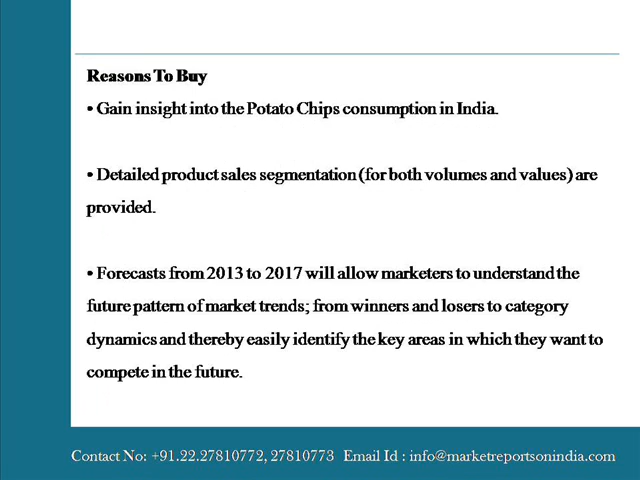 Reasons To Buy
• Gain insight into the Potato Chips consumption in India.
• Detailed product sales segmentation (for both volumes and values) are
provided.
• Forecasts from 2013 to 2017 will allow marketers to understand the
future pattern of market trends; from winners and losers to category
dynamics and thereby easily identify the key areas in which they want to
compete in the future.
Contact No: +91.22.27810772, 27810773 Email Id : info@marketreportsonindia.com